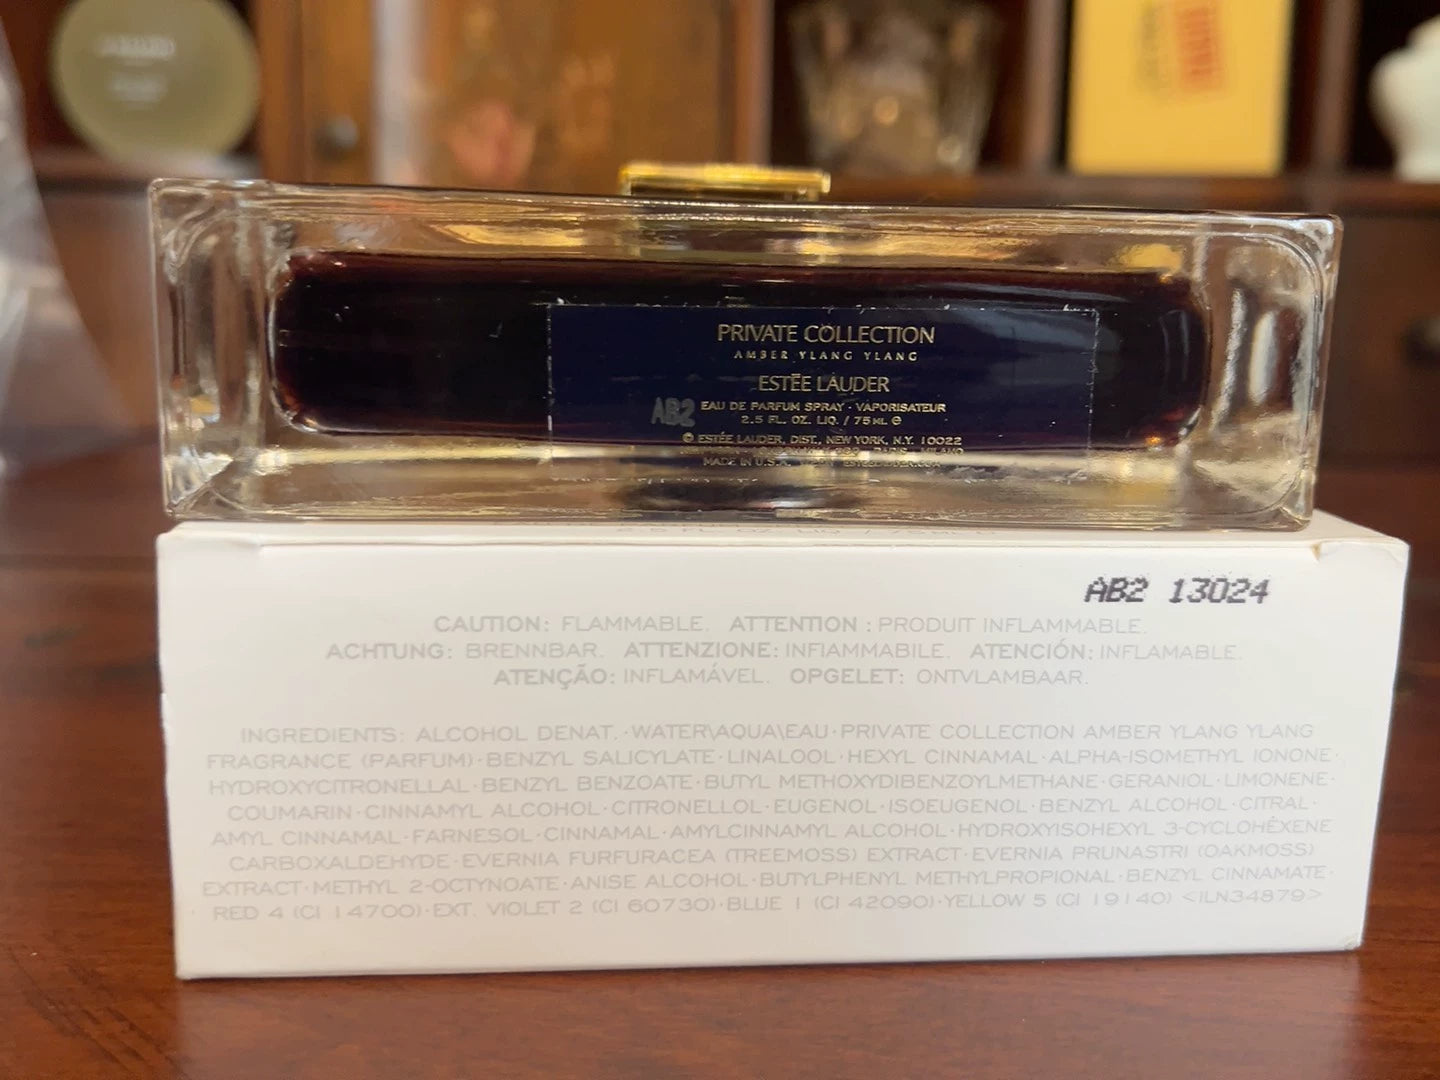 PRIVATE COLLECTION
AMBER YLANG YLANG
ESTĒE LAUDER
AB2 EAU DE PARFUM SPRAY · VAPORISATEUR
2.5 FL. OZ. LIQ. / 75 ML ℮
© ESTĒE LAUDER, DIST., NEW YORK, N.Y. 10022
PARIS MILANO
MADE IN U.S.A.
AB2 13024
CAUTION: FLAMMABLE. ATTENTION : PRODUIT INFLAMMABLE.
ACHTUNG: BRENNBAR. ATTENZIONE: INFIAMMABILE. ATENCIÓN: INFLAMABLE.
ATENÇÃO: INFLAMÁVEL. OPGELET: ONTVLAMBAAR.
INGREDIENTS: ALCOHOL DENAT.·WATER\AQUA\EAU·PRIVATE COLLECTION AMBER YLANG YLANG
FRAGRANCE (PARFUM)·BENZYL SALICYLATE·LINALOOL·HEXYL CINNAMAL·ALPHA-ISOMETHYL IONONE·
HYDROXYCITRONELLAL·BENZYL BENZOATE·BUTYL METHOXYDIBENZOYLMETHANE·GERANIOL·LIMONENE·
COUMARIN·CINNAMYL ALCOHOL·CITRONELLOL·EUGENOL·ISOEUGENOL·BENZYL ALCOHOL·CITRAL·
AMYL CINNAMAL·FARNESOL·CINNAMAL·AMYLCINNAMYL ALCOHOL·HYDROXYISOHEXYL 3-CYCLOHEXENE
CARBOXALDEHYDE·EVERNIA FURFURACEA (TREEMOSS) EXTRACT·EVERNIA PRUNASTRI (OAKMOSS)
EXTRACT·METHYL 2-OCTYNOATE·ANISE ALCOHOL·BUTYLPHENYL METHYLPROPIONAL·BENZYL CINNAMATE·
RED 4 (CI 14700)·EXT. VIOLET 2 (CI 60730)·BLUE 1 (CI 42090)·YELLOW 5 (CI 19140) <ILN34879>